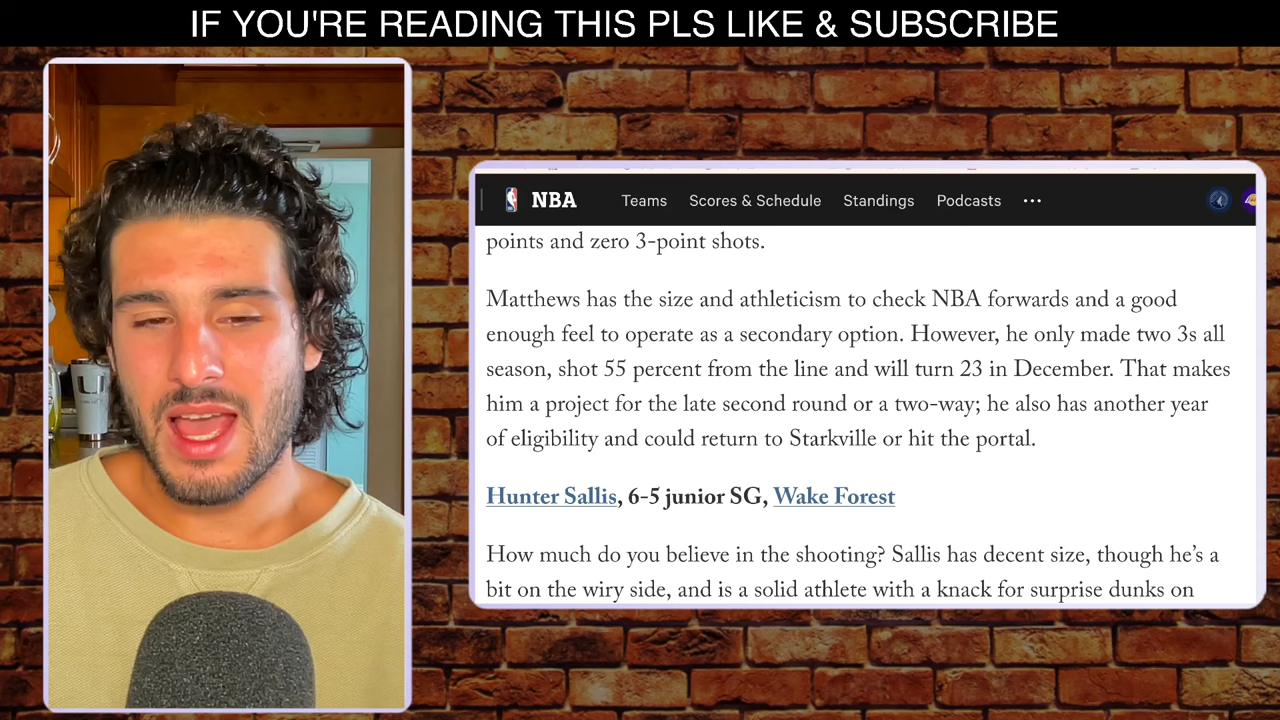 IF YOU'RE READING THIS PLS LIKE & SUBSCRIBE
NBA Teams Scores & Schedule Standings Podcasts ...
points and zero 3-point shots.
Matthews has the size and athleticism to check NBA forwards and a good
enough feel to operate as a secondary option. However, he only made two 3s all
season, shot 55 percent from the line and will turn 23 in December. That makes
him a project for the late second round or a two-way; he also has another year
of eligibility and could return to Starkville or hit the portal.
Hunter Sallis, 6-5 junior SG, Wake Forest
How much do you believe in the shooting? Sallis has decent size, though he's a
bit on the wiry side, and is a solid athlete with a knack for surprise dunks on